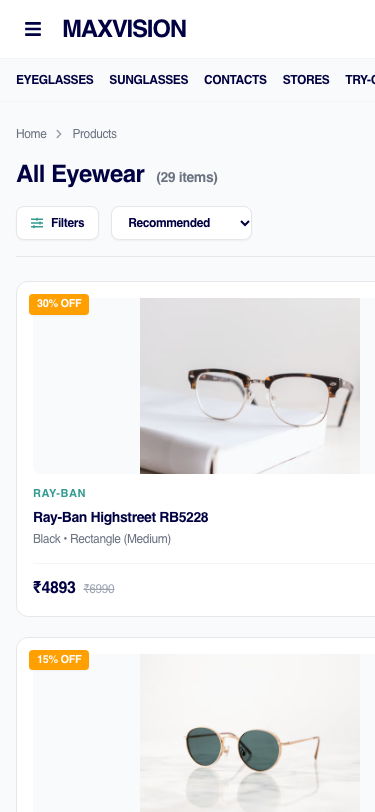 MAXVISION
EYEGLASSES SUNGLASSES CONTACTS STORES
Home > Products
All Eyewear (29 items)
Filters Recommended
30% OFF
RAY-BAN
Ray-Ban Highstreet RB5228
Black • Rectangle (Medium)
₹4893 ₹6990
15% OFF